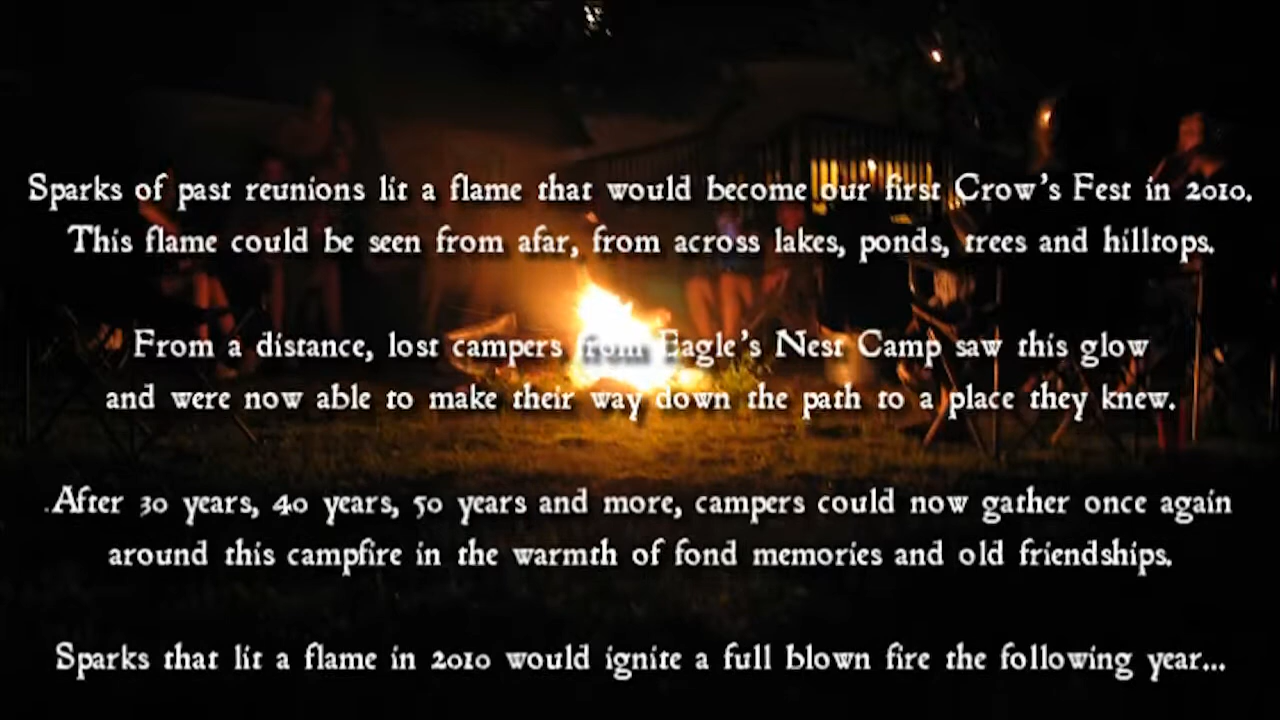 Sparks of past reunions lit a flame that would become our first Crow's Fest in 2010.
This flame could be seen from afar, from across lakes, ponds, trees and hilltops.
From a distance, lost campers from Eagle's Nest Camp saw this glow
and were now able to make their way down the path to a place they knew.
.After 30 years, 40 years, 50 years and more, campers could now gather once again
around this campfire in the warmth of fond memories and old friendships.
Sparks that lit a flame in 2010 would ignite a full blown fire the following year...